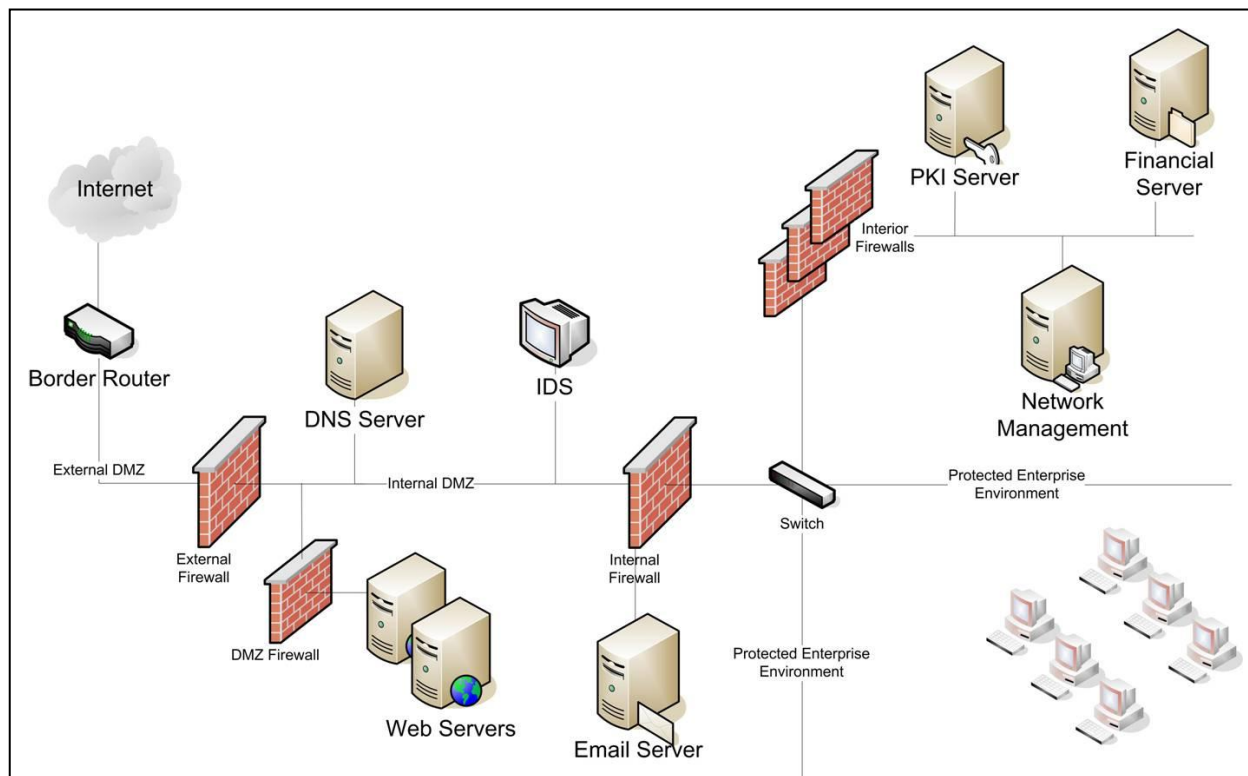 Internet
Border Router
External DMZ
External
Firewall
DNS Server
Internal DMZ
IDS
DMZ Firewall
Web Servers
Internal
Firewall
Email Server
Switch
Interior
Firewalls
PKI Server
Financial
Server
Network
Management
Protected Enterprise
Environment
Protected Enterprise
Environment